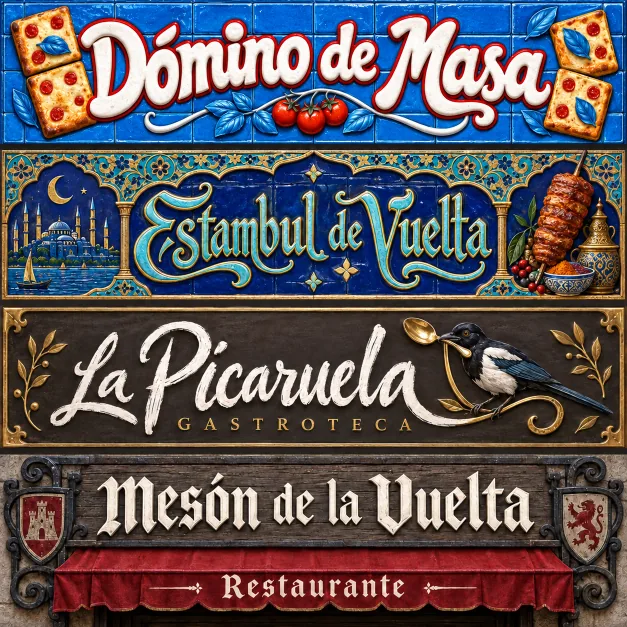 Dómino de Masa
Estambul de Vuelta
La Picaruela
GASTROTECA
Mesón de la Vuelta
Restaurante